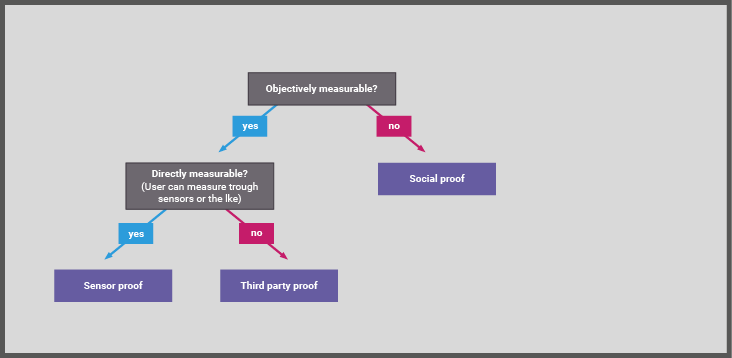 Objectively measurable?
yes
no
Directly measurable?
(User can measure trough
sensors or the lke)
Social proof
yes
no
Sensor proof
Third party proof